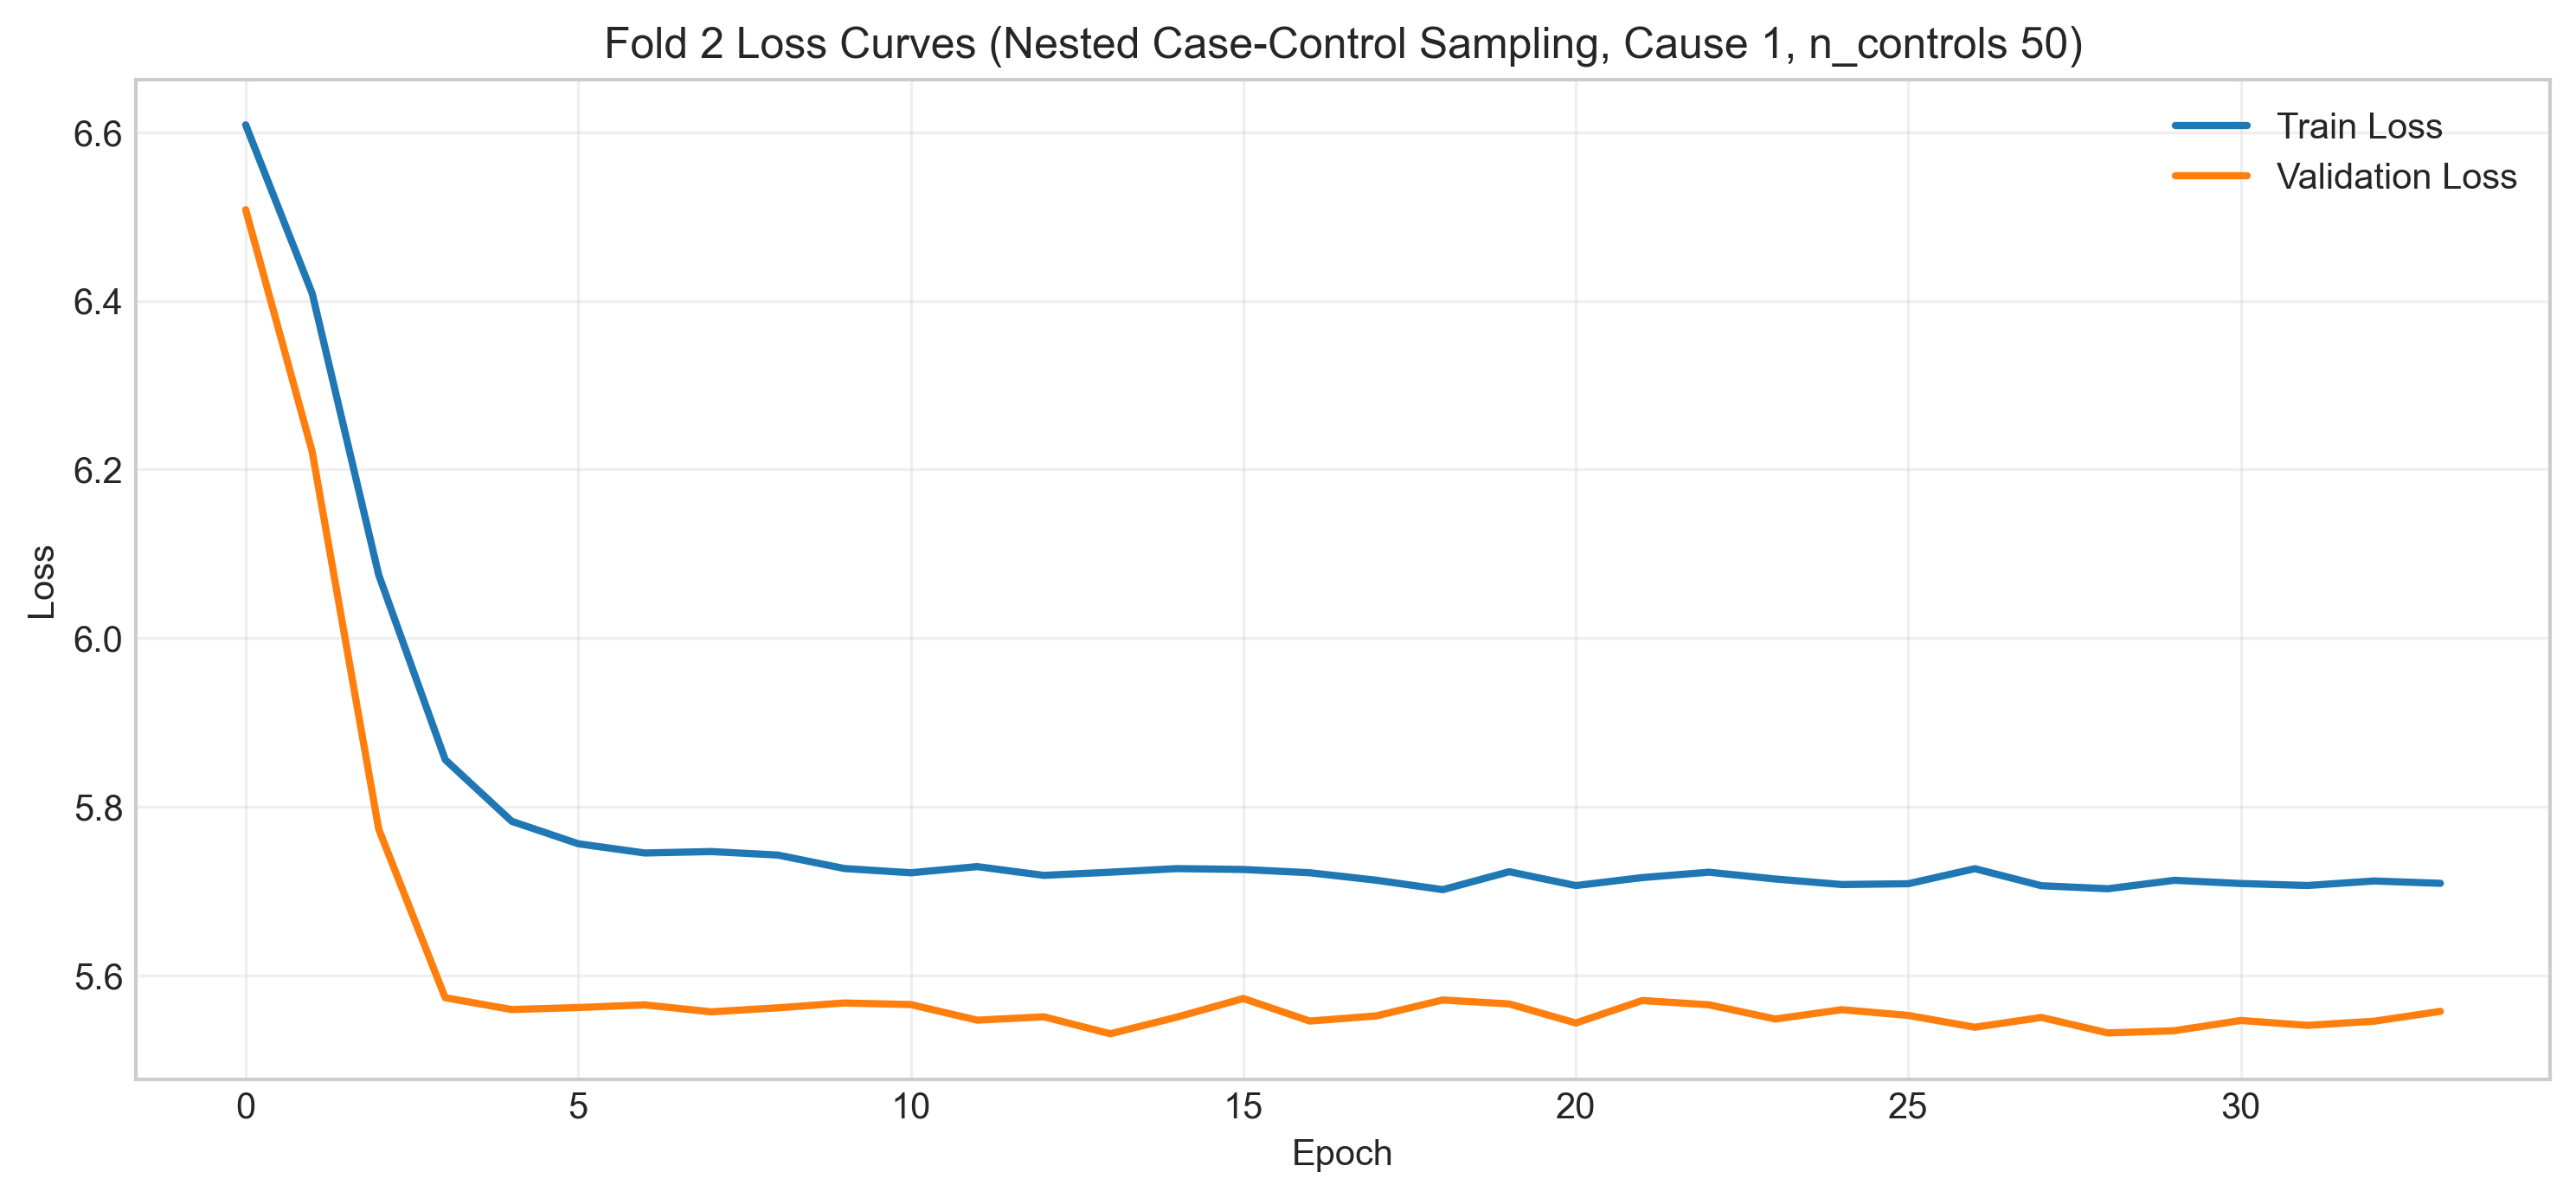 Fold 2 Loss Curves (Nested Case-Control Sampling, Cause 1, n_controls 50)
Train Loss
Validation Loss
6.6
6.4
6.2
6.0
5.8
5.6
Loss
0 5 10 15 20 25 30
Epoch